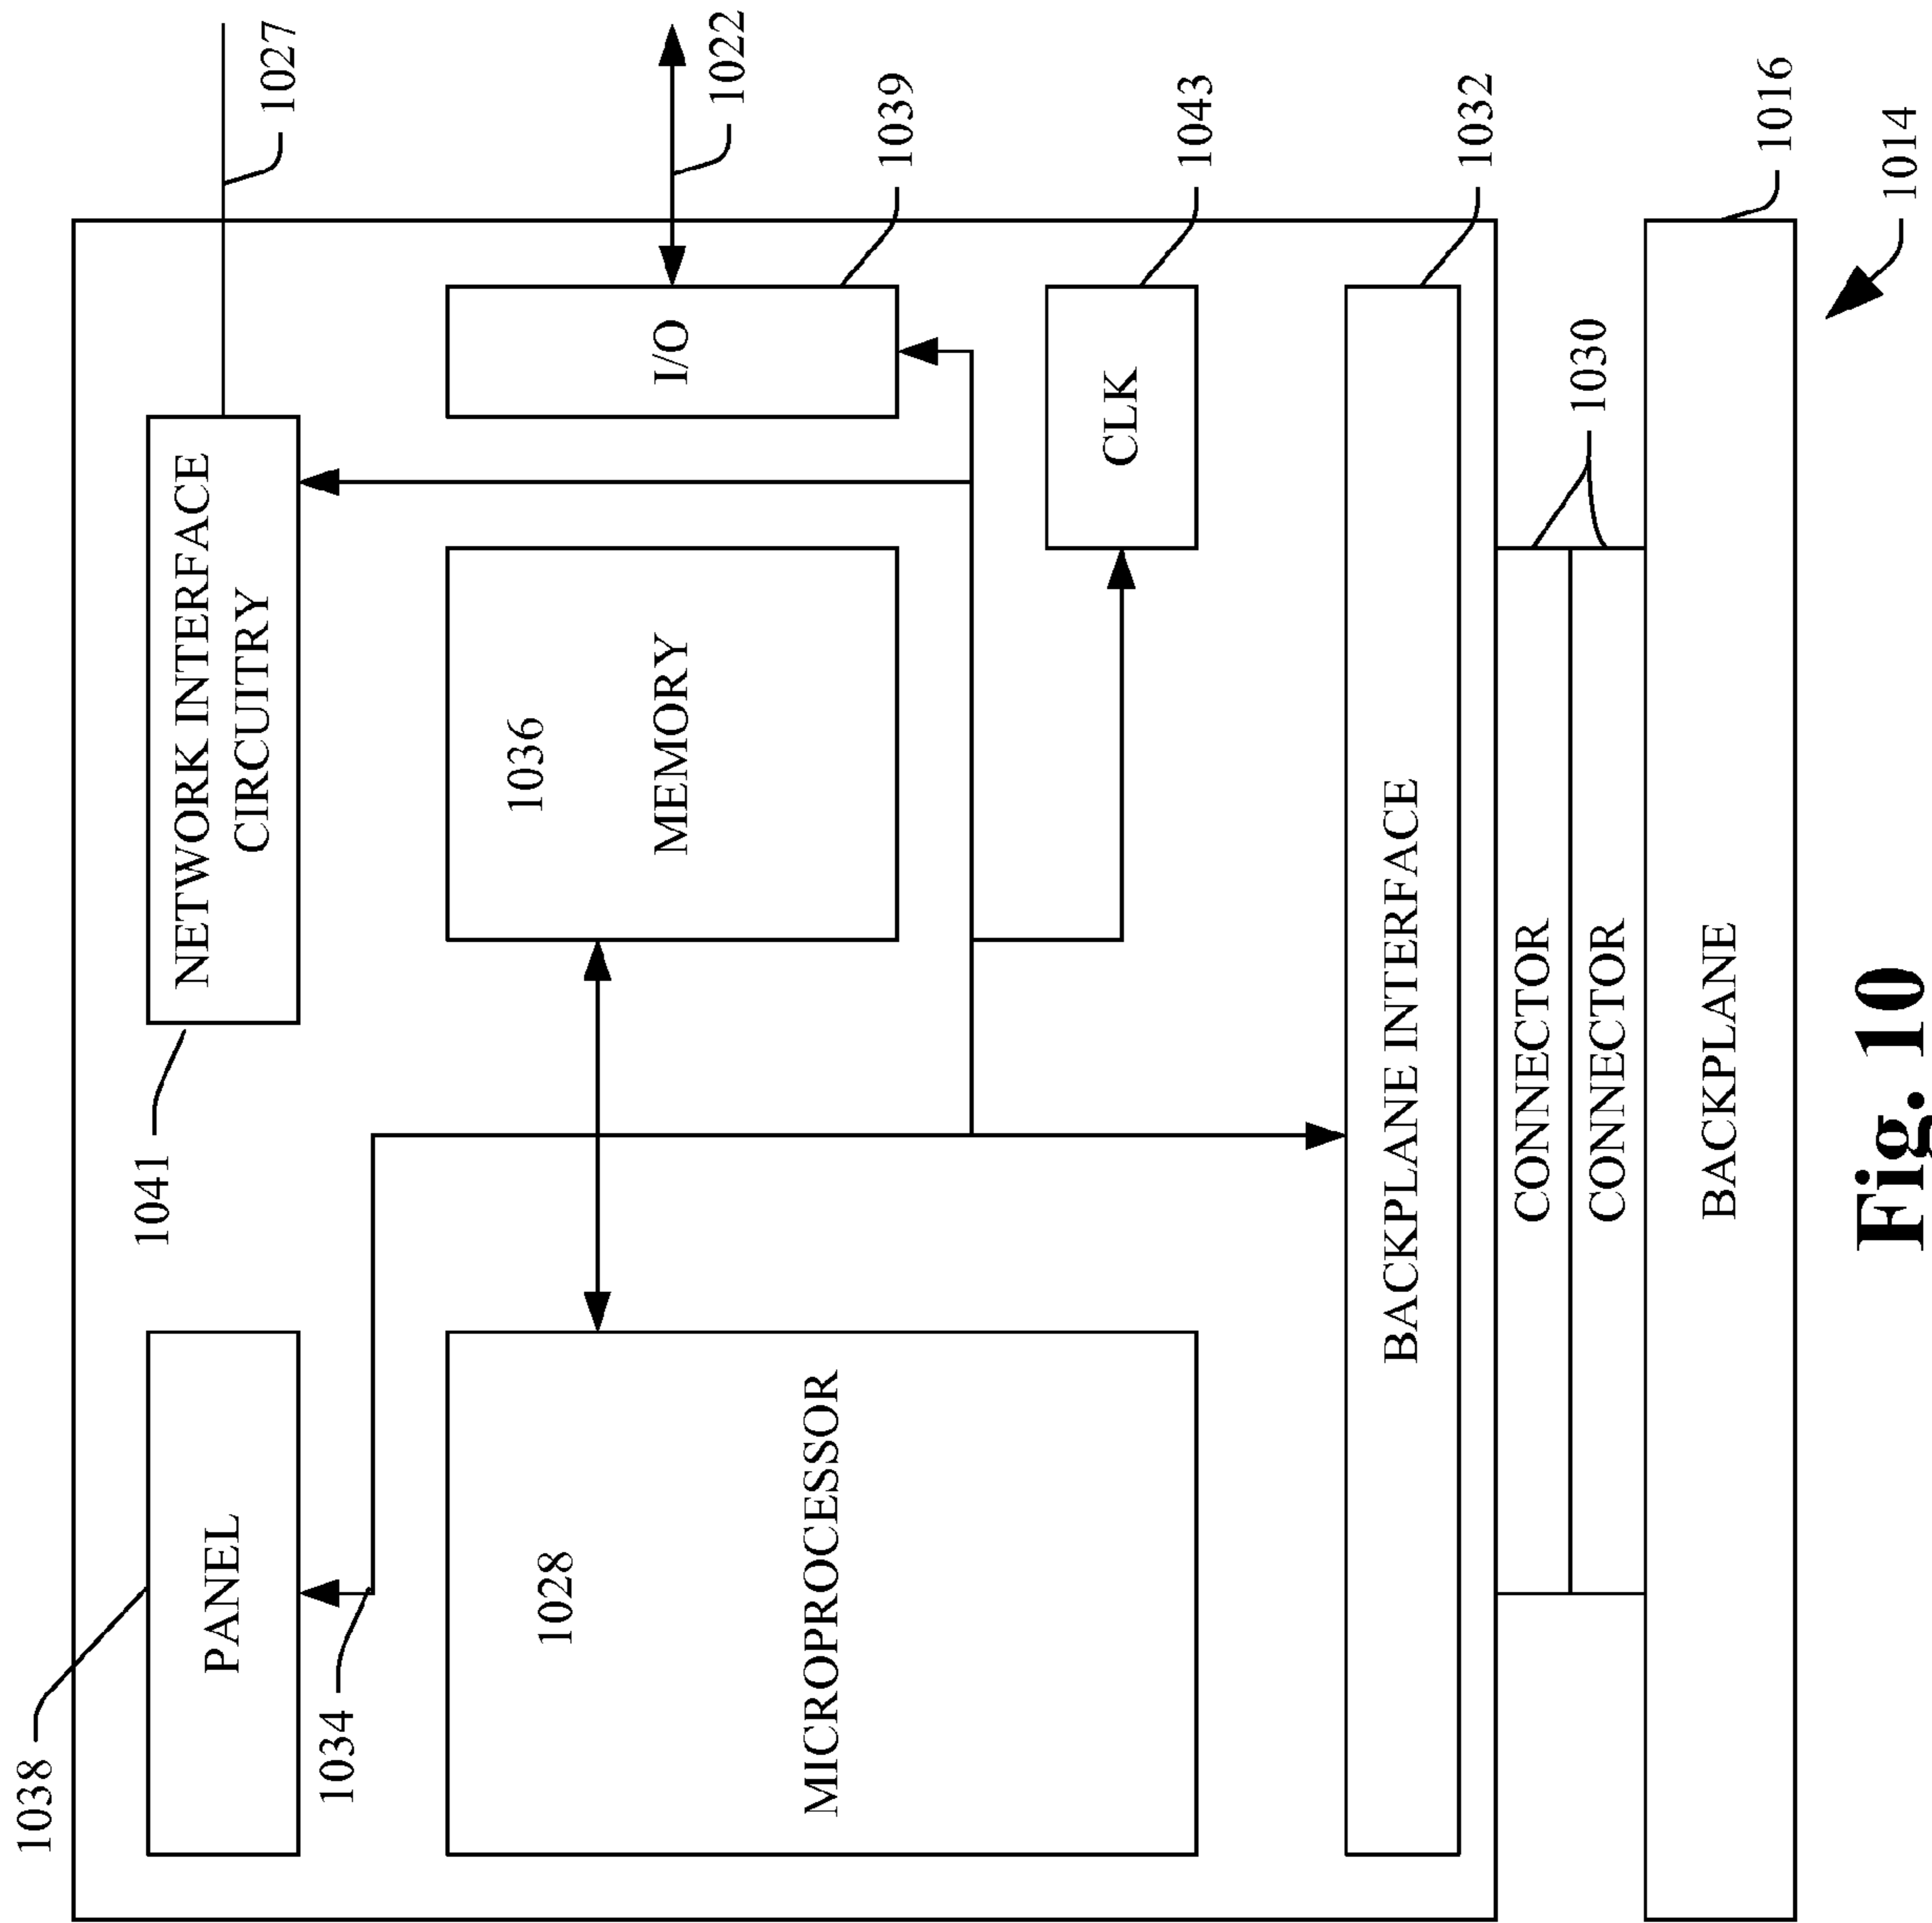 1038
PANEL
1034
1041
NETWORK INTERFACE
CIRCUITRY
1027
1028
MICROPROCESSOR
1036
MEMORY
I/O
1022
1039
CLK
1043
BACKPLANE INTERFACE
1032
CONNECTOR
CONNECTOR
1030
BACKPLANE
1016
1014
Fig. 10